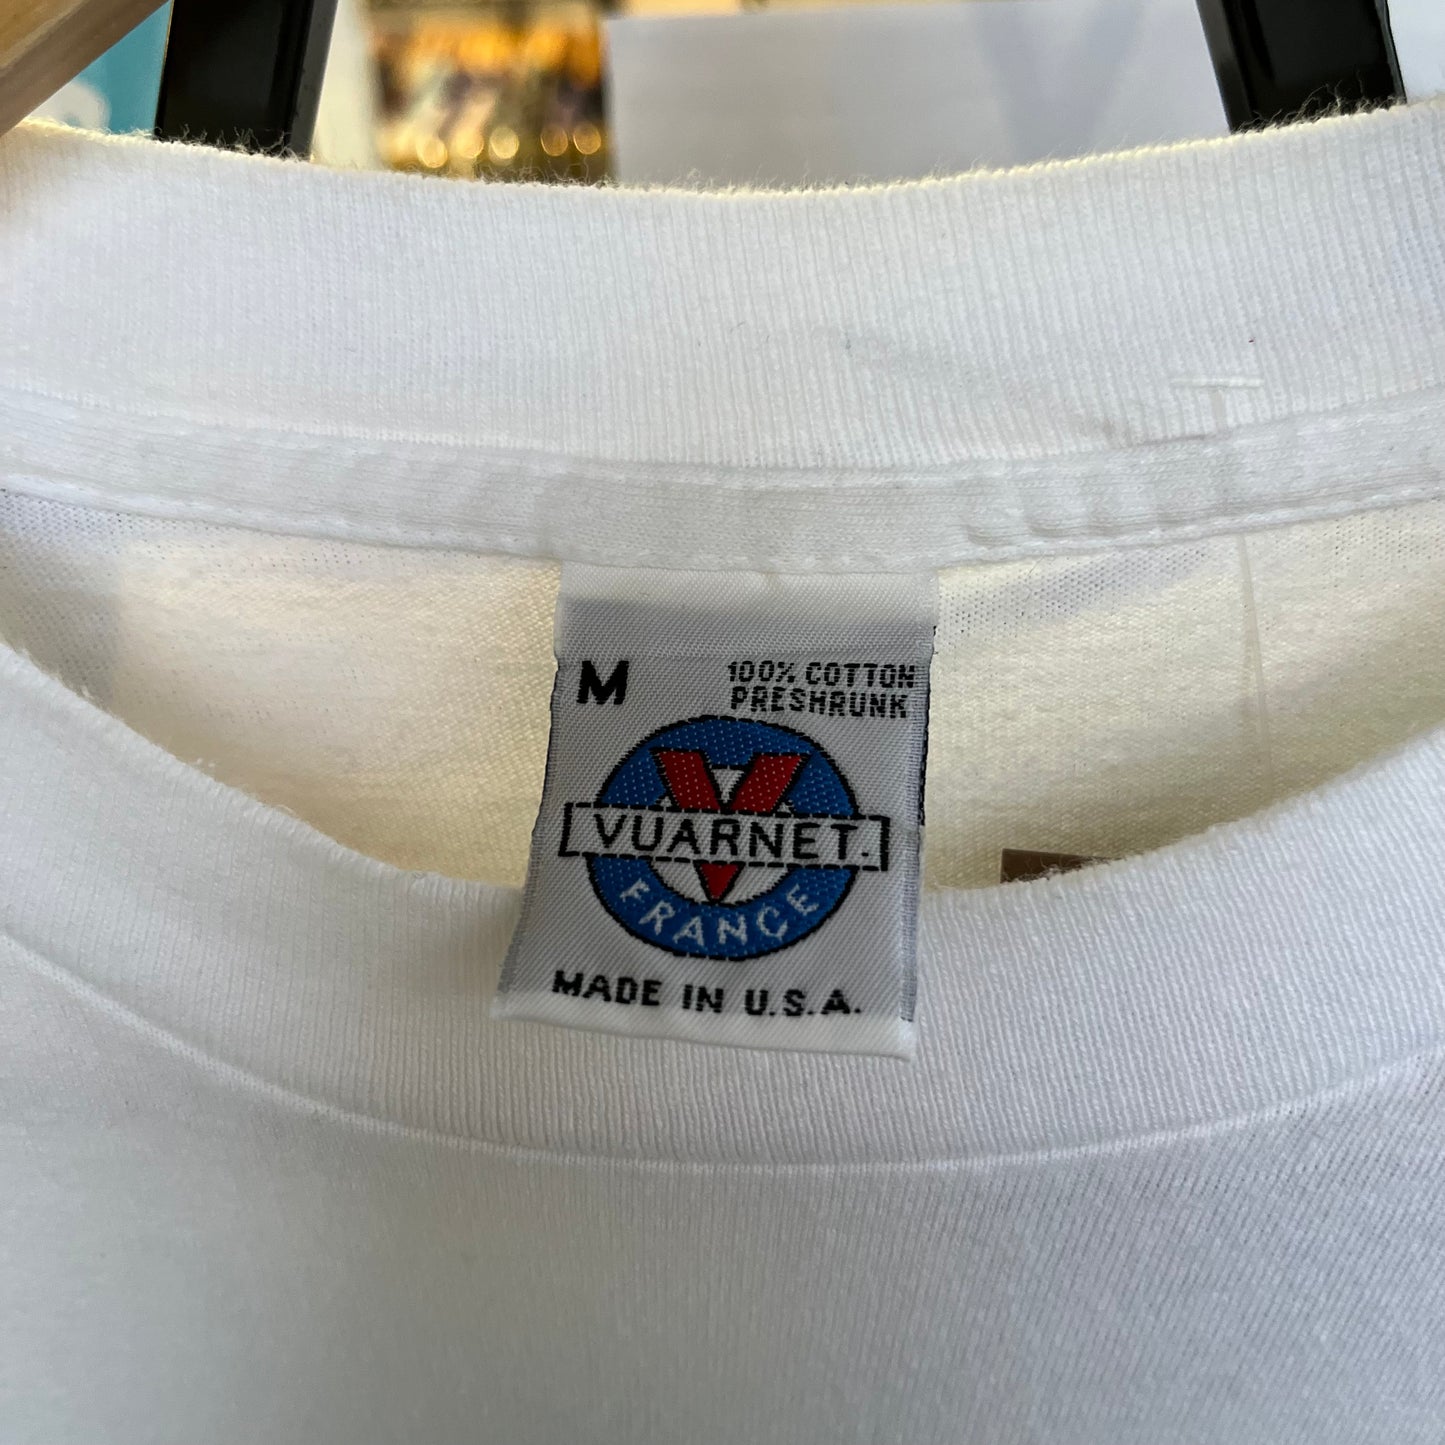 M
100% COTTON
PRESHRUNK
VUARNET.
FRANCE
MADE IN U.S.A.